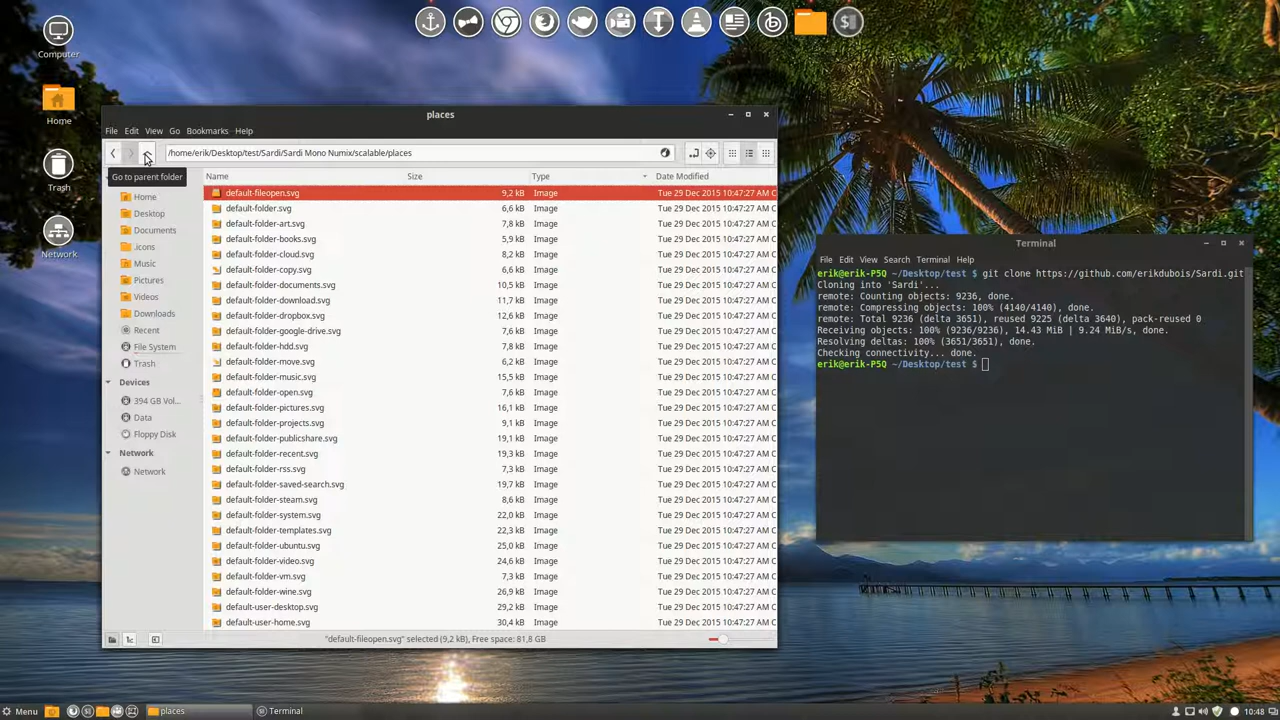 Computer
Home
Trash
Network
places
File Edit View Go Bookmarks Help
/home/erik/Desktop/test/Sardi/Sardi Mono Numix/scalable/places
Go to parent folder
Name Size Type Date Modified
Home
Desktop
Documents
.icons
Music
Pictures
Videos
Downloads
Recent
File System
Trash
Devices
394 GB Vol...
Data
Floppy Disk
Network
Network
default-fileopen.svg 9,2 kB Image Tue 29 Dec 2015 10:47:27 AM C
default-folder.svg 6,6 kB Image Tue 29 Dec 2015 10:47:27 AM C
default-folder-art.svg 7,8 kB Image Tue 29 Dec 2015 10:47:27 AM C
default-folder-books.svg 5,9 kB Image Tue 29 Dec 2015 10:47:27 AM C
default-folder-cloud.svg 8,2 kB Image Tue 29 Dec 2015 10:47:27 AM C
default-folder-copy.svg 6,6 kB Image Tue 29 Dec 2015 10:47:27 AM C
default-folder-documents.svg 10,5 kB Image Tue 29 Dec 2015 10:47:27 AM C
default-folder-download.svg 11,7 kB Image Tue 29 Dec 2015 10:47:27 AM C
default-folder-dropbox.svg 12,6 kB Image Tue 29 Dec 2015 10:47:27 AM C
default-folder-google-drive.svg 7,6 kB Image Tue 29 Dec 2015 10:47:27 AM C
default-folder-hdd.svg 7,8 kB Image Tue 29 Dec 2015 10:47:27 AM C
default-folder-move.svg 6,2 kB Image Tue 29 Dec 2015 10:47:27 AM C
default-folder-music.svg 15,5 kB Image Tue 29 Dec 2015 10:47:27 AM C
default-folder-open.svg 7,6 kB Image Tue 29 Dec 2015 10:47:27 AM C
default-folder-pictures.svg 16,1 kB Image Tue 29 Dec 2015 10:47:27 AM C
default-folder-projects.svg 9,1 kB Image Tue 29 Dec 2015 10:47:27 AM C
default-folder-publicshare.svg 19,1 kB Image Tue 29 Dec 2015 10:47:27 AM C
default-folder-recent.svg 19,3 kB Image Tue 29 Dec 2015 10:47:27 AM C
default-folder-rss.svg 7,3 kB Image Tue 29 Dec 2015 10:47:27 AM C
default-folder-saved-search.svg 19,7 kB Image Tue 29 Dec 2015 10:47:27 AM C
default-folder-steam.svg 8,6 kB Image Tue 29 Dec 2015 10:47:27 AM C
default-folder-system.svg 22,0 kB Image Tue 29 Dec 2015 10:47:27 AM C
default-folder-templates.svg 22,3 kB Image Tue 29 Dec 2015 10:47:27 AM C
default-folder-ubuntu.svg 25,0 kB Image Tue 29 Dec 2015 10:47:27 AM C
default-folder-video.svg 24,6 kB Image Tue 29 Dec 2015 10:47:27 AM C
default-folder-vm.svg 7,3 kB Image Tue 29 Dec 2015 10:47:27 AM C
default-folder-wine.svg 26,9 kB Image Tue 29 Dec 2015 10:47:27 AM C
default-user-desktop.svg 29,2 kB Image Tue 29 Dec 2015 10:47:27 AM C
default-user-home.svg 30,4 kB Image Tue 29 Dec 2015 10:47:27 AM C
"default-fileopen.svg" selected (9,2 kB), Free space: 81,8 GB
Terminal
File Edit View Search Terminal Help
erik@erik-P5Q ~/Desktop/test $ git clone https://github.com/erikdubois/Sardi.git
Cloning into 'Sardi'...
remote: Counting objects: 9236, done.
remote: Compressing objects: 100% (4140/4140), done.
remote: Total 9236 (delta 3651), reused 9225 (delta 3640), pack-reused 0
Receiving objects: 100% (9236/9236), 14.43 MiB | 9.24 MiB/s, done.
Resolving deltas: 100% (3651/3651), done.
Checking connectivity... done.
erik@erik-P5Q ~/Desktop/test $
Menu places Terminal 10:48